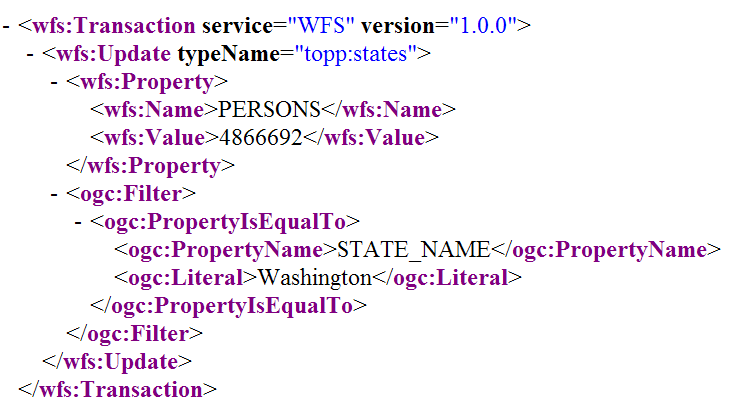 - <wfs:Transaction service="WFS" version="1.0.0">
- <wfs:Update typeName="topp:states">
- <wfs:Property>
<wfs:Name>PERSONS</wfs:Name>
<wfs:Value>4866692</wfs:Value>
</wfs:Property>
- <ogc:Filter>
- <ogc:PropertyIsEqualTo>
<ogc:PropertyName>STATE_NAME</ogc:PropertyName>
<ogc:Literal>Washington</ogc:Literal>
</ogc:PropertyIsEqualTo>
</ogc:Filter>
</wfs:Update>
</wfs:Transaction>